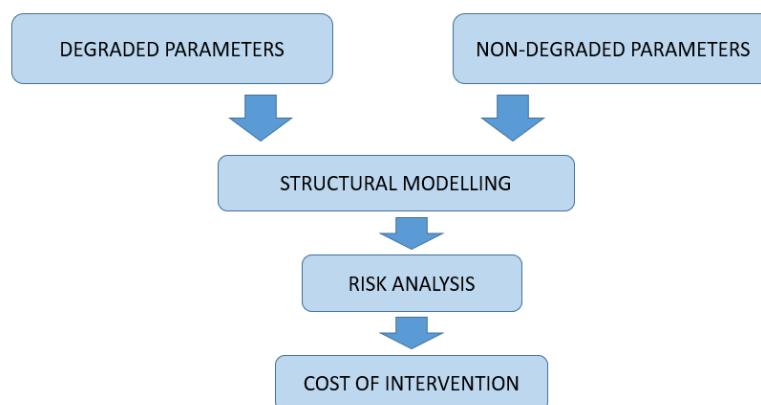 DEGRADED PARAMETERS
NON-DEGRADED PARAMETERS
STRUCTURAL MODELLING
RISK ANALYSIS
COST OF INTERVENTION